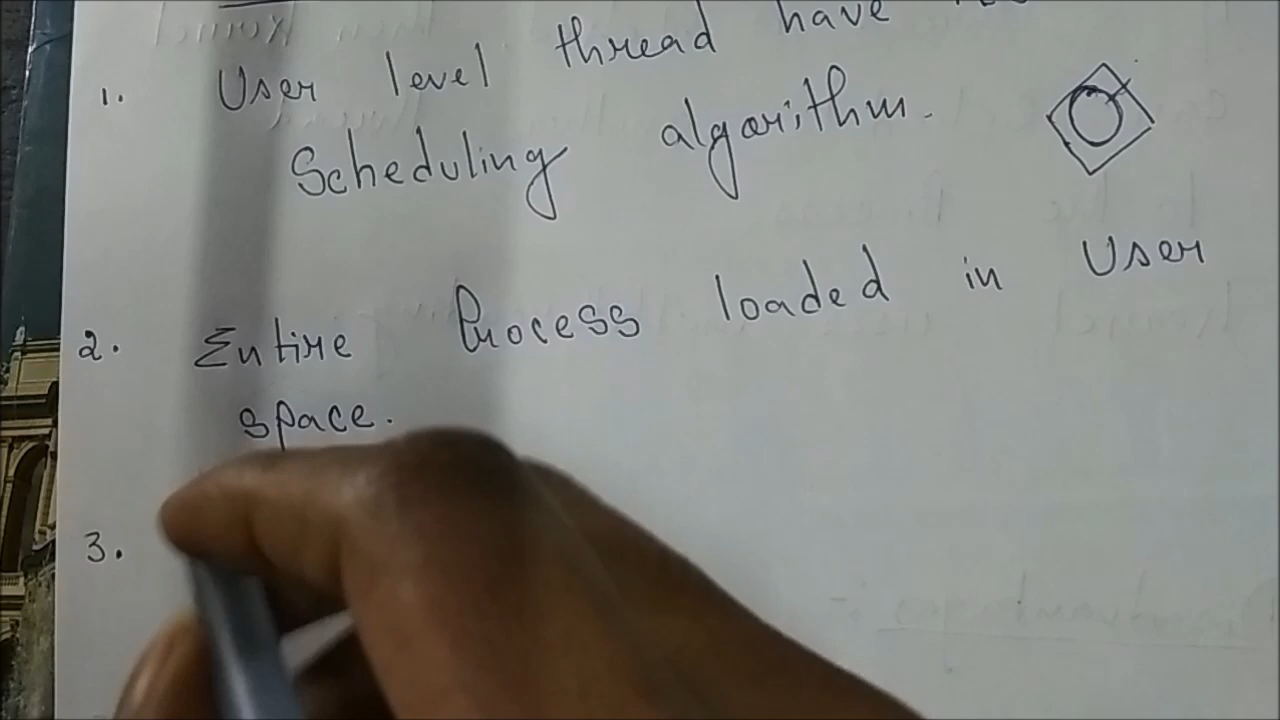 1. User level thread have
Scheduling algorithm.
2. Entire Process loaded in User
space.
3.